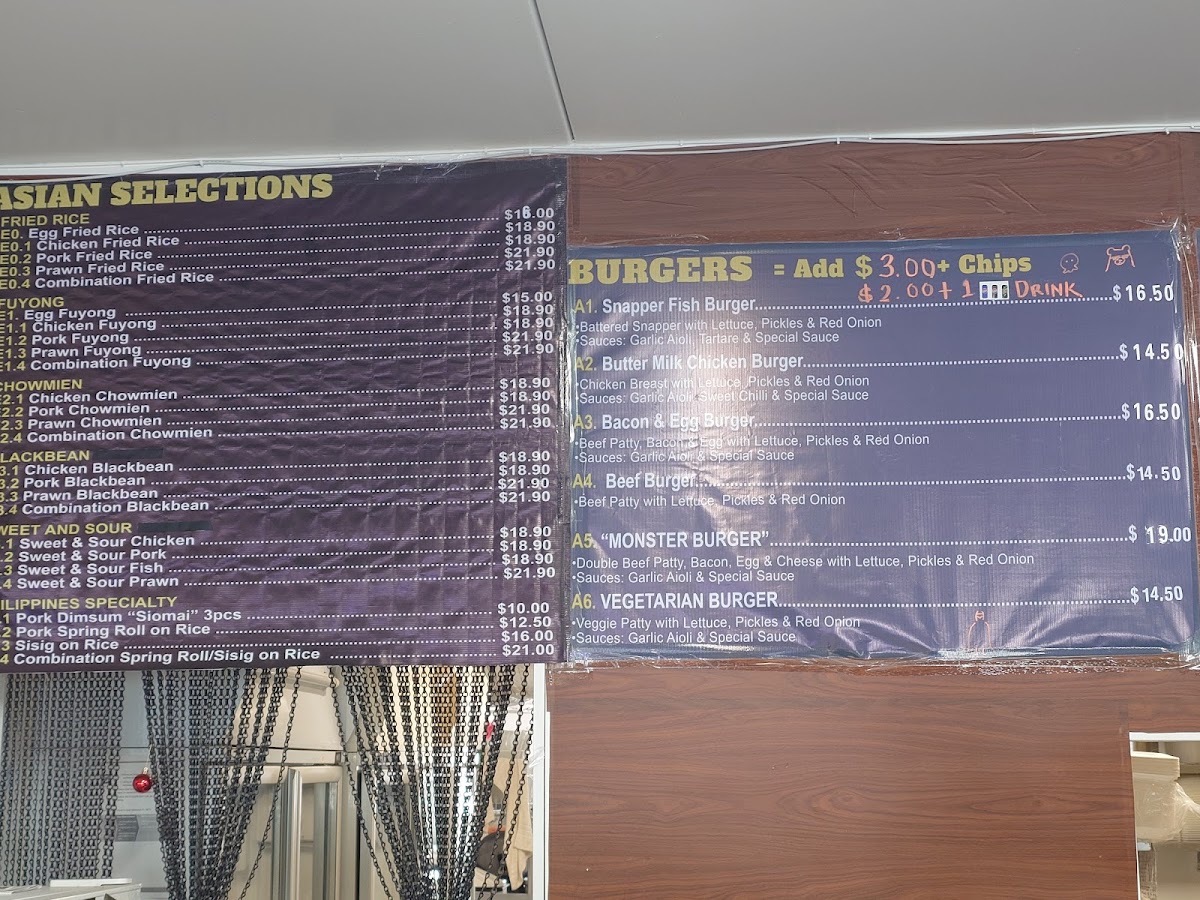 ASIAN SELECTIONS
FRIED RICE
E0. Egg Fried Rice $16.00
E0.1 Chicken Fried Rice $18.90
E0.2 Pork Fried Rice $18.90
E0.3 Prawn Fried Rice $21.90
E0.4 Combination Fried Rice $21.90
FUYONG
E1. Egg Fuyong $15.00
E1.1 Chicken Fuyong $18.90
E1.2 Pork Fuyong $18.90
E1.3 Prawn Fuyong $21.90
E1.4 Combination Fuyong $21.90
CHOWMIEN
E2.1 Chicken Chowmien $18.90
2.2 Pork Chowmien $18.90
2.3 Prawn Chowmien $21.90
2.4 Combination Chowmien $21.90
LACKBEAN
3.1 Chicken Blackbean $18.90
3.2 Pork Blackbean $18.90
3.3 Prawn Blackbean $21.90
3.4 Combination Blackbean $21.90
WEET AND SOUR
.1 Sweet & Sour Chicken $18.90
.2 Sweet & Sour Pork $18.90
.3 Sweet & Sour Fish $18.90
.4 Sweet & Sour Prawn $21.90
ILIPPINES SPECIALTY
.1 Pork Dimsum "Siomai" 3pcs $10.00
.2 Pork Spring Roll on Rice $12.50
.3 Sisig on Rice $16.00
4 Combination Spring Roll/Sisig on Rice $21.00
BURGERS = Add $3.00+ Chips
$2.00+1 DRINK
A1. Snapper Fish Burger $16.50
•Battered Snapper with Lettuce, Pickles & Red Onion
•Sauces: Garlic Aioli, Tartare & Special Sauce
A2. Butter Milk Chicken Burger $14.50
•Chicken Breast with Lettuce, Pickles & Red Onion
•Sauces: Garlic Aioli, Sweet Chilli & Special Sauce
A3. Bacon & Egg Burger $16.50
•Beef Patty, Bacon & Egg with Lettuce, Pickles & Red Onion
•Sauces: Garlic Aioli & Special Sauce
A4. Beef Burger $14.50
•Beef Patty with Lettuce, Pickles & Red Onion
A5. "MONSTER BURGER" $19.00
•Double Beef Patty, Bacon, Egg & Cheese with Lettuce, Pickles & Red Onion
•Sauces: Garlic Aioli & Special Sauce
A6. VEGETARIAN BURGER $14.50
•Veggie Patty with Lettuce, Pickles & Red Onion
•Sauces: Garlic Aioli & Special Sauce